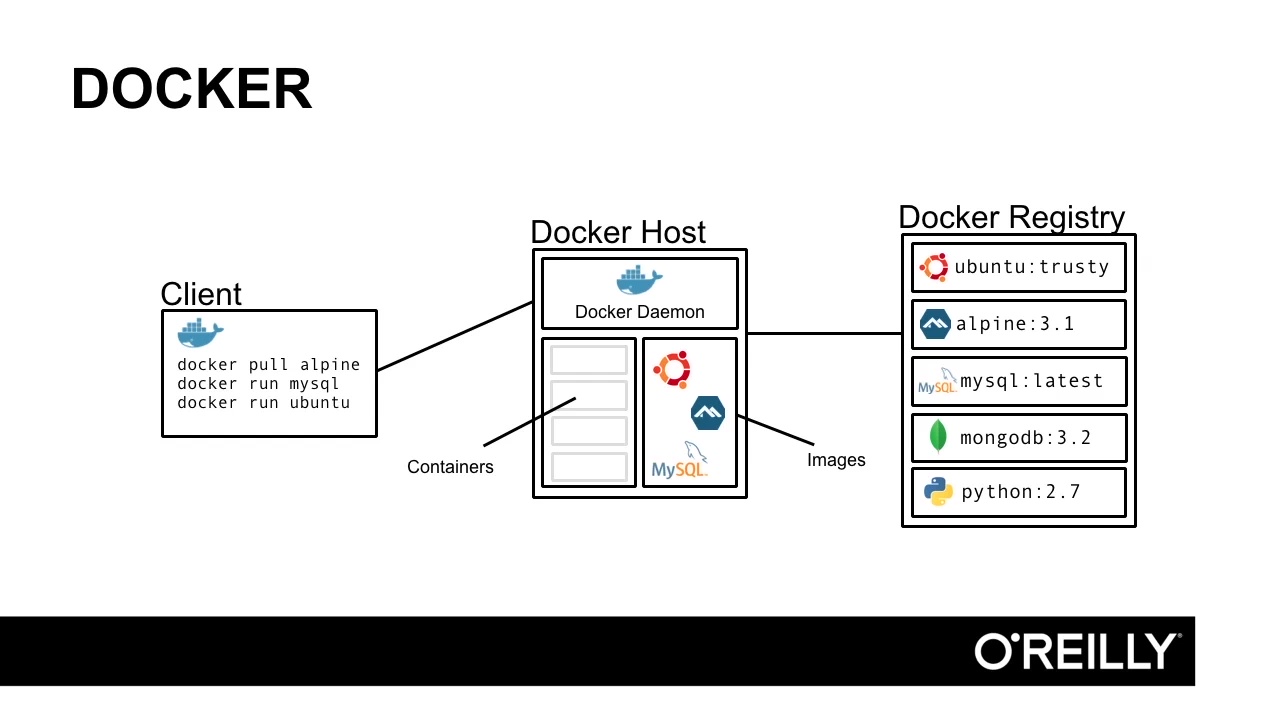 DOCKER
Client
docker pull alpine
docker run mysql
docker run ubuntu
Docker Host
Docker Daemon
MySQL
Containers
Images
Docker Registry
ubuntu:trusty
alpine:3.1
MySQL mysql:latest
mongodb:3.2
python:2.7
O'REILLY®